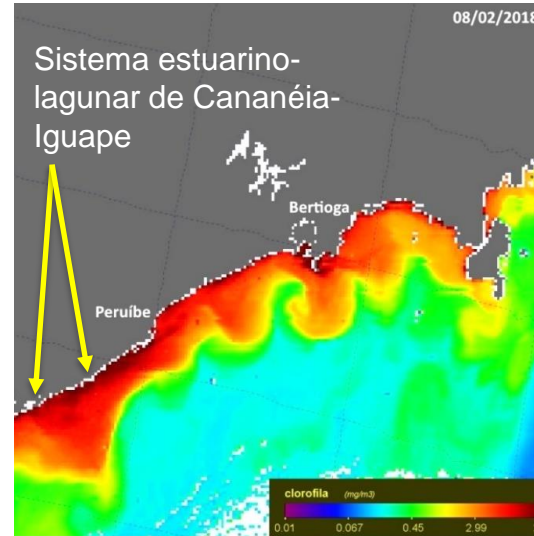 08/02/2018
Sistema estuarino-
lagunar de Cananéia-
Iguape
Bertioga
Peruíbe
clorofila (mg/m3)
0.01 0.067 0.45 2.99